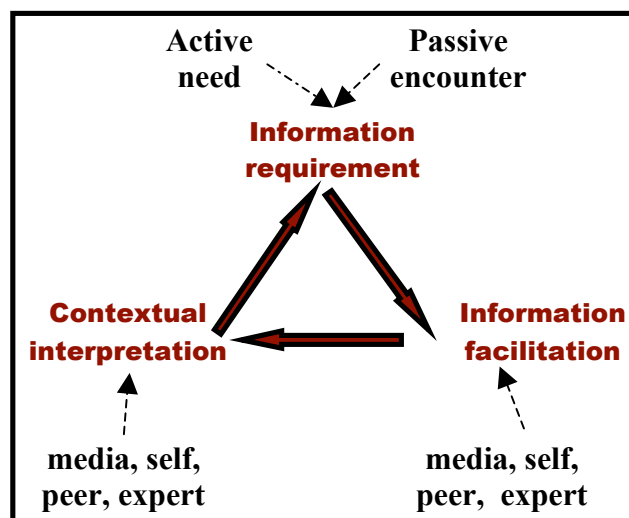 Active
need
Passive
encounter
Information
requirement
Contextual
interpretation
Information
facilitation
media, self,
peer, expert
media, self,
peer, expert